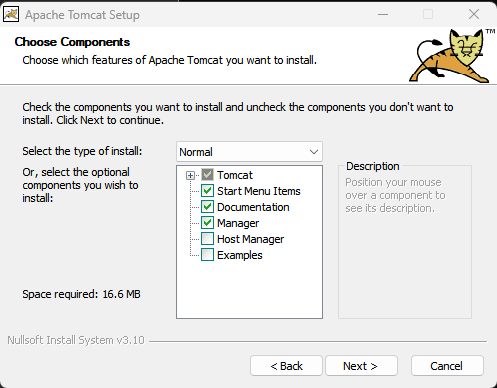 Apache Tomcat Setup
Choose Components
Choose which features of Apache Tomcat you want to install.
TM
Check the components you want to install and uncheck the components you don't want to
install. Click Next to continue.
Select the type of install:
Normal
Or, select the optional
components you wish to
install:
Tomcat
Start Menu Items
Documentation
Manager
Host Manager
Examples
Description
Position your mouse
over a component to
see its description.
Space required: 16.6 MB
Nullsoft Install System v3.10
< Back
Next >
Cancel